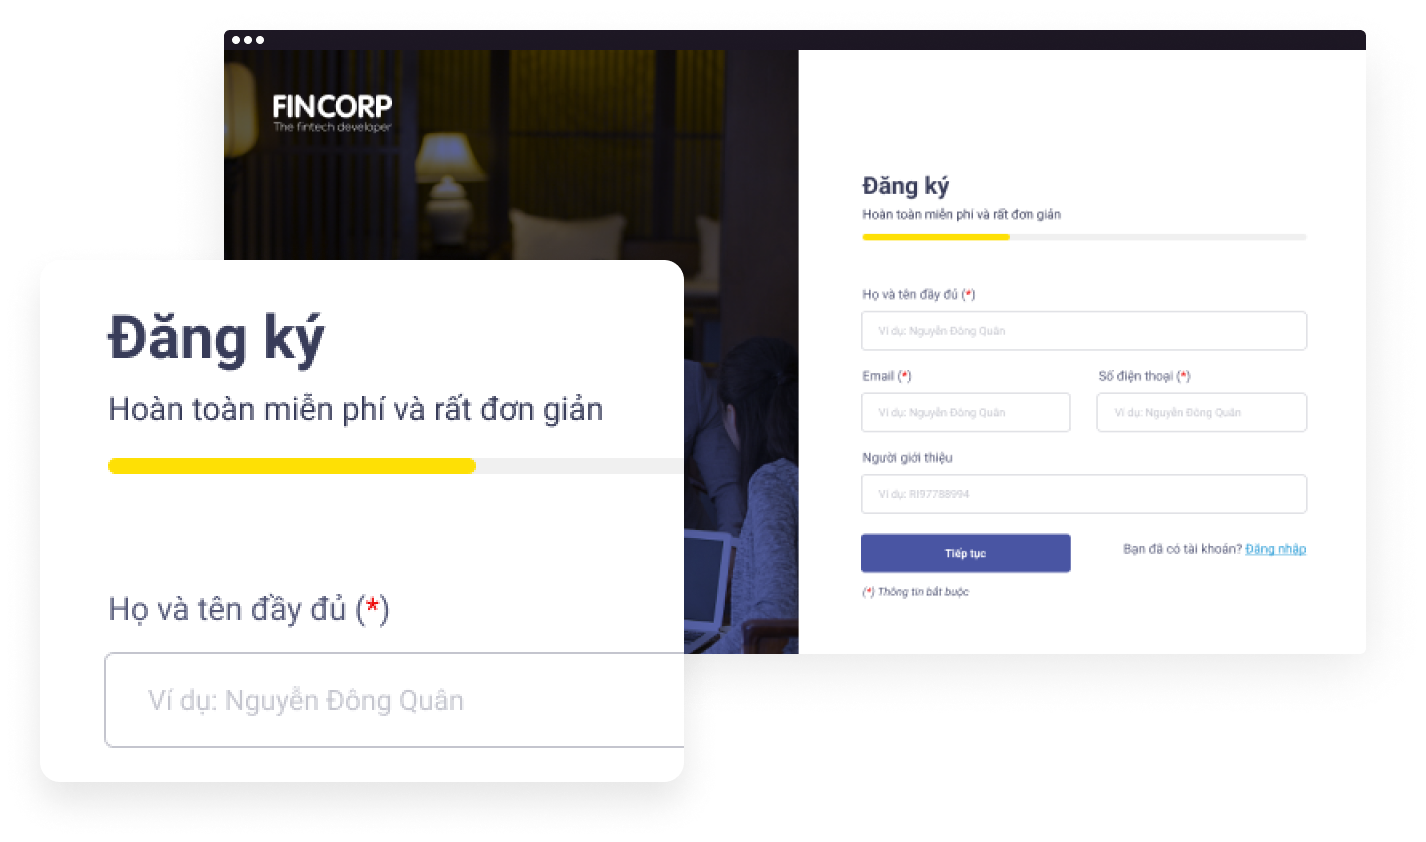 FINCORP
The fintech developer
Đăng ký
Hoàn toàn miễn phí và rất đơn giản
Họ và tên đầy đủ (*)
Ví dụ: Nguyễn Đông Quân
Email (*)
Số điện thoại (*)
Ví dụ: Nguyễn Đông Quân
Ví dụ: Nguyễn Đông Quân
Người giới thiệu
Ví dụ: RI97788994
Tiếp tục
Bạn đã có tài khoản? Đăng nhập
(*) Thông tin bắt buộc
Đăng ký
Hoàn toàn miễn phí và rất đơn giản
Họ và tên đầy đủ (*)
Ví dụ: Nguyễn Đông Quân